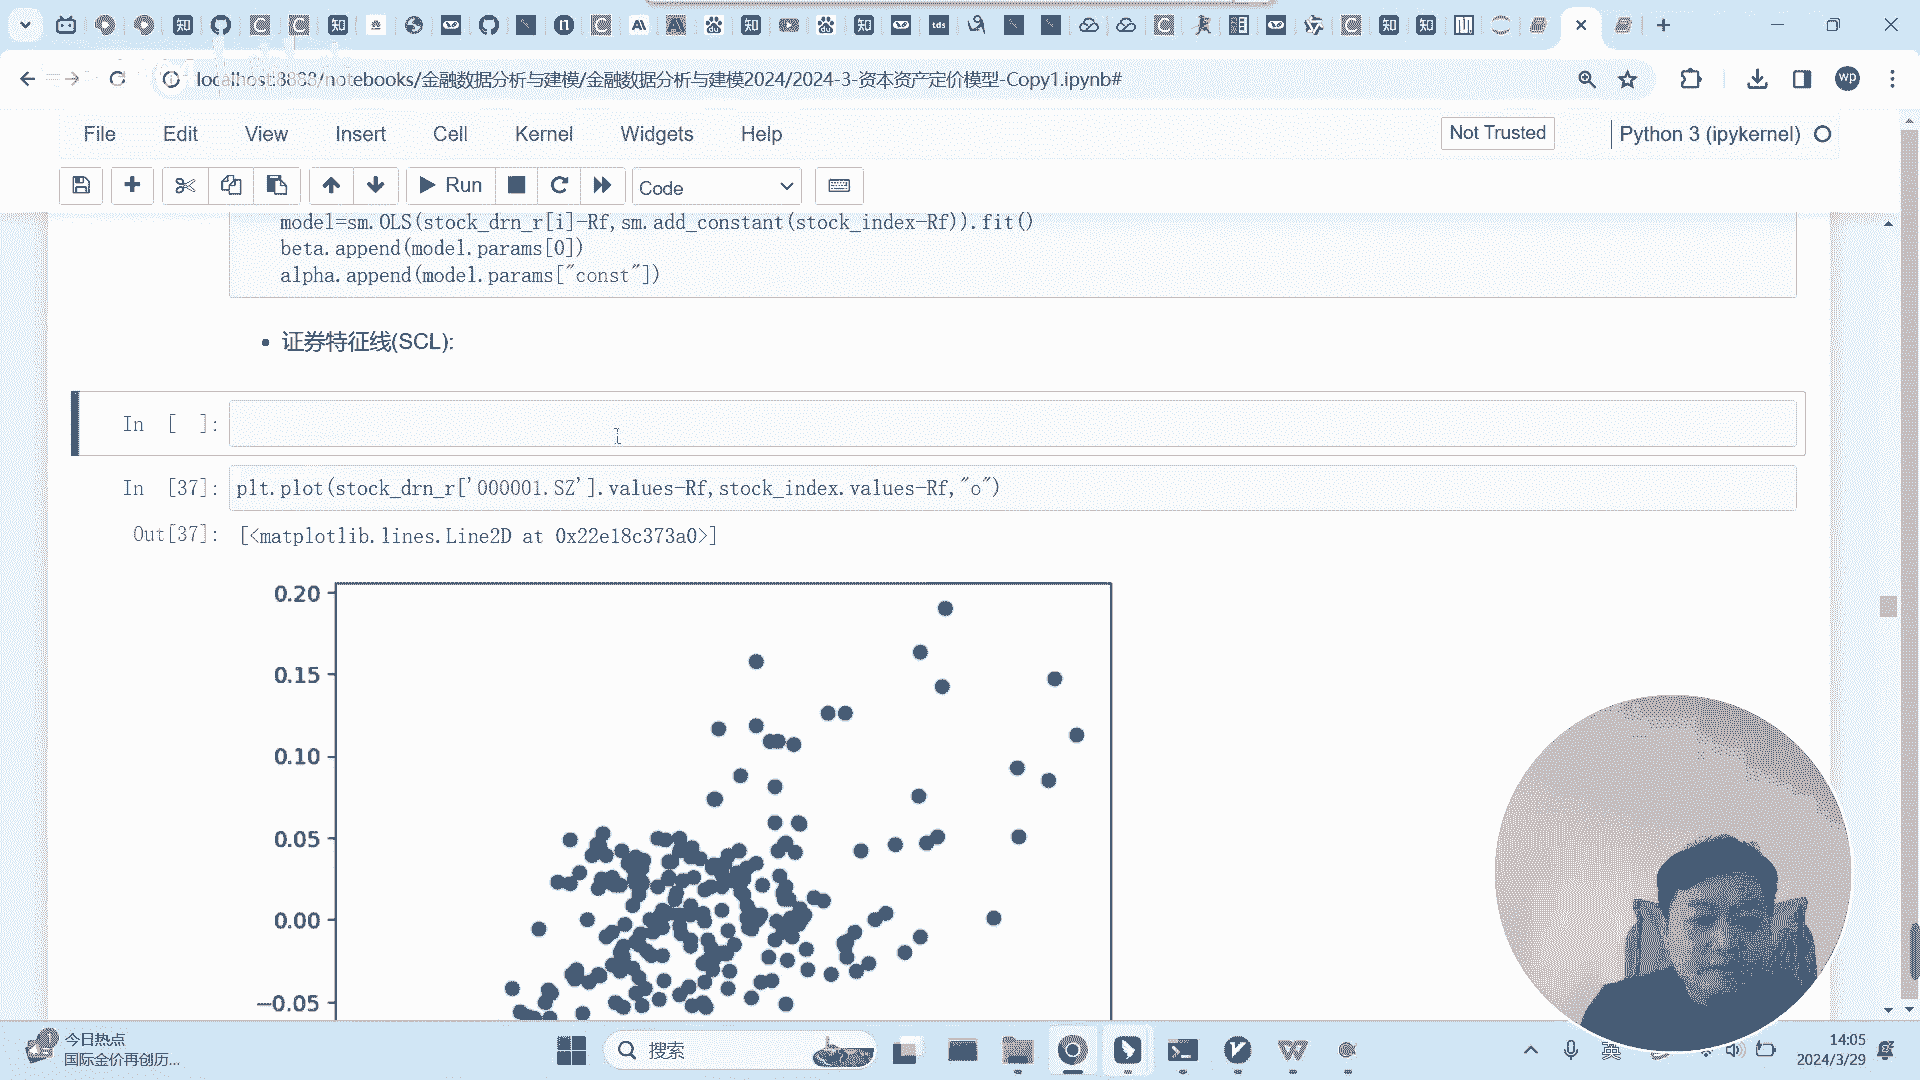 localhost:8888/notebooks/金融数据分析与建模/金融数据分析与建模2024/2024-3-资本资产定价模型-Copy1.ipynb#
wp
File Edit View Insert Cell Kernel Widgets Help
Not Trusted
Python 3 (ipykernel)
Run
Code
model=sm.OLS(stock_drn_r[i]-Rf,sm.add_constant(stock_index-Rf)).fit()
beta.append(model.params[0])
alpha.append(model.params["const"])
证券特征线(SCL):
In [ ]:
In [37]: plt.plot(stock_drn_r['000001.SZ'].values-Rf,stock_index.values-Rf,"o")
Out[37]: [<matplotlib.lines.Line2D at 0x22e18c373a0>]
0.20
0.15
0.10
0.05
0.00
−0.05
今日热点
国际金价再创历...
搜索
英
14:05
2024/3/29